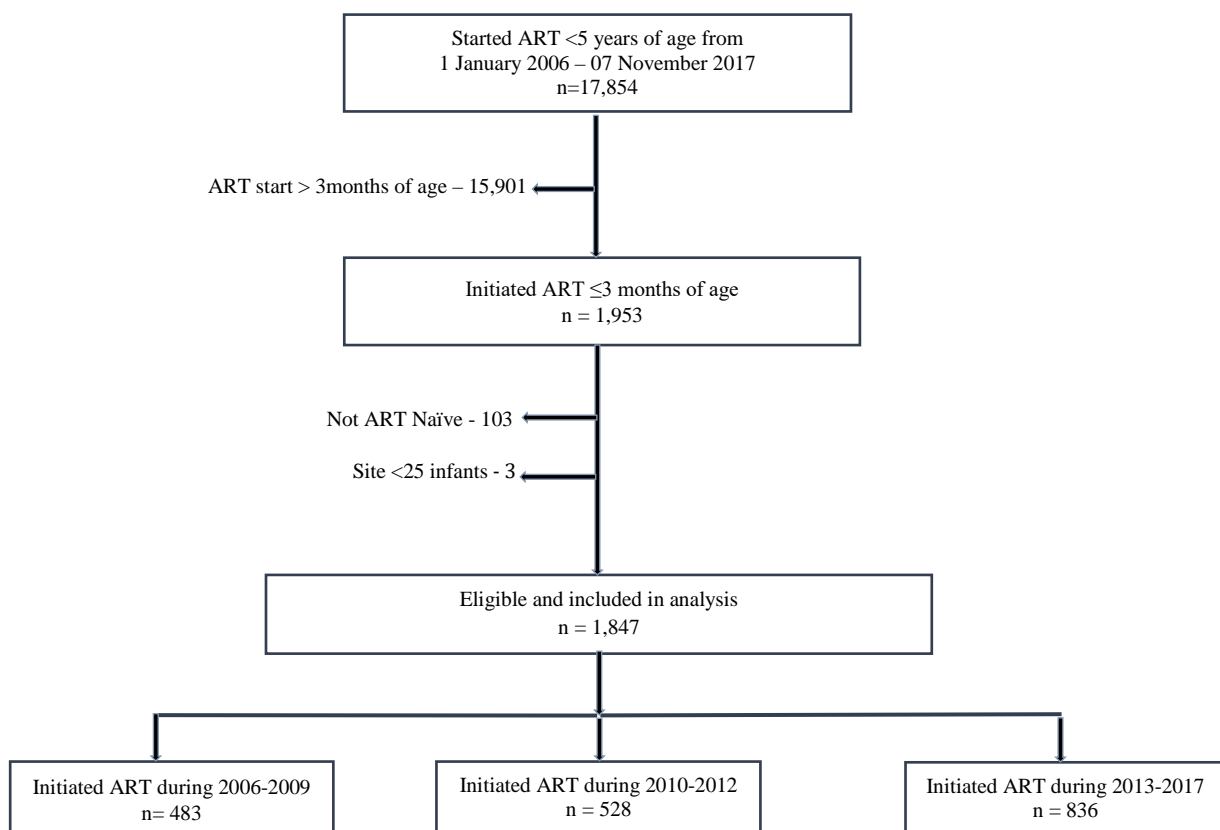 Started ART <5 years of age from
1 January 2006 – 07 November 2017
n=17,854
ART start > 3months of age – 15,901
Initiated ART ≤3 months of age
n = 1,953
Not ART Naïve - 103
Site <25 infants - 3
Eligible and included in analysis
n = 1,847
Initiated ART during 2006-2009
n= 483
Initiated ART during 2010-2012
n = 528
Initiated ART during 2013-2017
n = 836